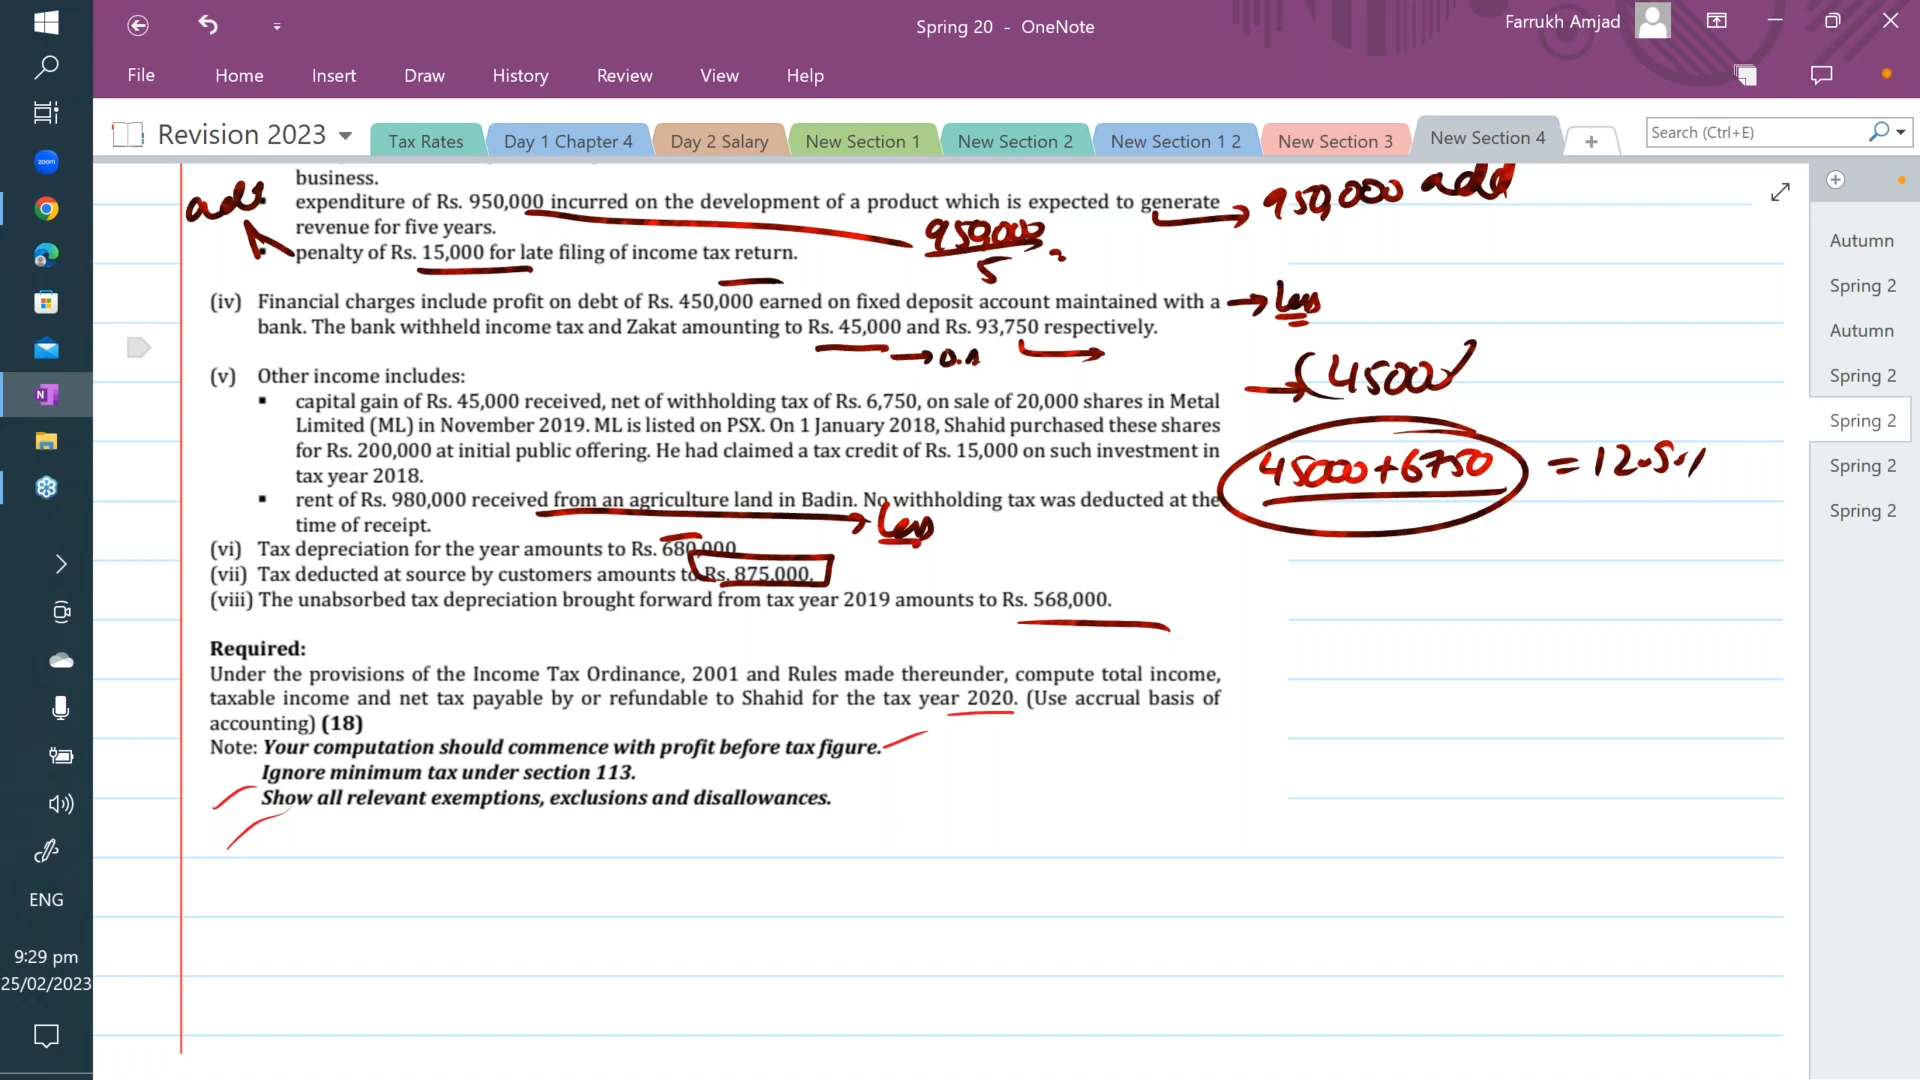 Spring 20 - OneNote
Farrukh Amjad
File Home Insert Draw History Review View Help
Revision 2023
Tax Rates
Day 1 Chapter 4
Day 2 Salary
New Section 1
New Section 2
New Section 1 2
New Section 3
New Section 4
Search (Ctrl+E)
business.
add
expenditure of Rs. 950,000 incurred on the development of a product which is expected to generate
950,000 add
revenue for five years.
950,000
5
?
penalty of Rs. 15,000 for late filing of income tax return.
(iv) Financial charges include profit on debt of Rs. 450,000 earned on fixed deposit account maintained with a
Less
bank. The bank withheld income tax and Zakat amounting to Rs. 45,000 and Rs. 93,750 respectively.
(v) Other income includes:
(45000)
▪ capital gain of Rs. 45,000 received, net of withholding tax of Rs. 6,750, on sale of 20,000 shares in Metal
Limited (ML) in November 2019. ML is listed on PSX. On 1 January 2018, Shahid purchased these shares
for Rs. 200,000 at initial public offering. He had claimed a tax credit of Rs. 15,000 on such investment in
tax year 2018.
45000+6750 = 12.5%
▪ rent of Rs. 980,000 received from an agriculture land in Badin. No withholding tax was deducted at the
time of receipt.
Less
(vi) Tax depreciation for the year amounts to Rs. 680,000.
(vii) Tax deducted at source by customers amounts to Rs. 875,000.
(viii) The unabsorbed tax depreciation brought forward from tax year 2019 amounts to Rs. 568,000.
Required:
Under the provisions of the Income Tax Ordinance, 2001 and Rules made thereunder, compute total income,
taxable income and net tax payable by or refundable to Shahid for the tax year 2020. (Use accrual basis of
accounting) (18)
Note: Your computation should commence with profit before tax figure.
Ignore minimum tax under section 113.
Show all relevant exemptions, exclusions and disallowances.
Autumn
Spring 2
Autumn
Spring 2
Spring 2
Spring 2
Spring 2
zoom
N
ENG
9:29 pm
25/02/2023